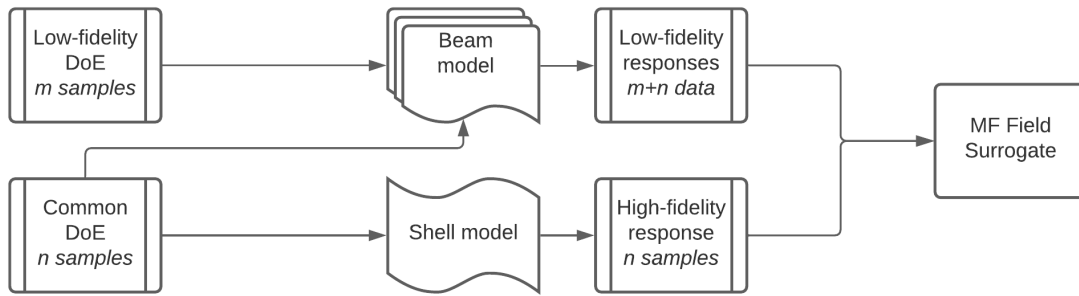 Low-fidelity
DoE
m samples
Beam
model
Low-fidelity
responses
m+n data
MF Field
Surrogate
Common
DoE
n samples
Shell model
High-fidelity
response
n samples